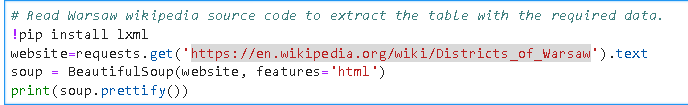 # Read Warsaw wikipedia source code to extract the table with the required data.
!pip install lxml
website=requests.get('https://en.wikipedia.org/wiki/Districts_of_Warsaw').text
soup = BeautifulSoup(website, features='html')
print(soup.prettify())